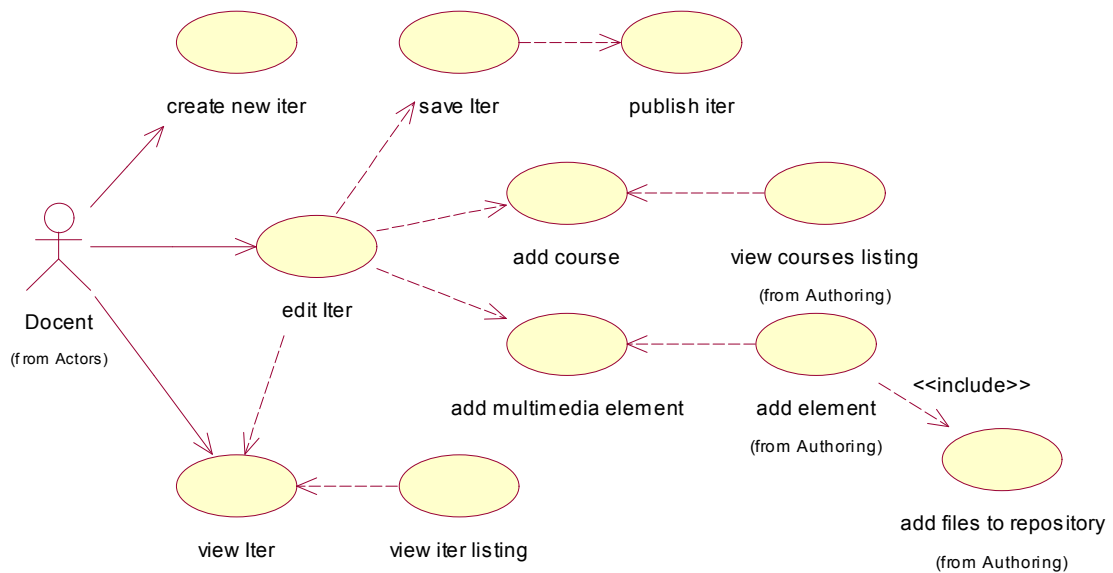 create new iter
save Iter
publish iter
add course
view courses listing
(from Authoring)
edit Iter
Docent
(from Actors)
<<include>>
add multimedia element
add element
(from Authoring)
add files to repository
(from Authoring)
view Iter
view iter listing